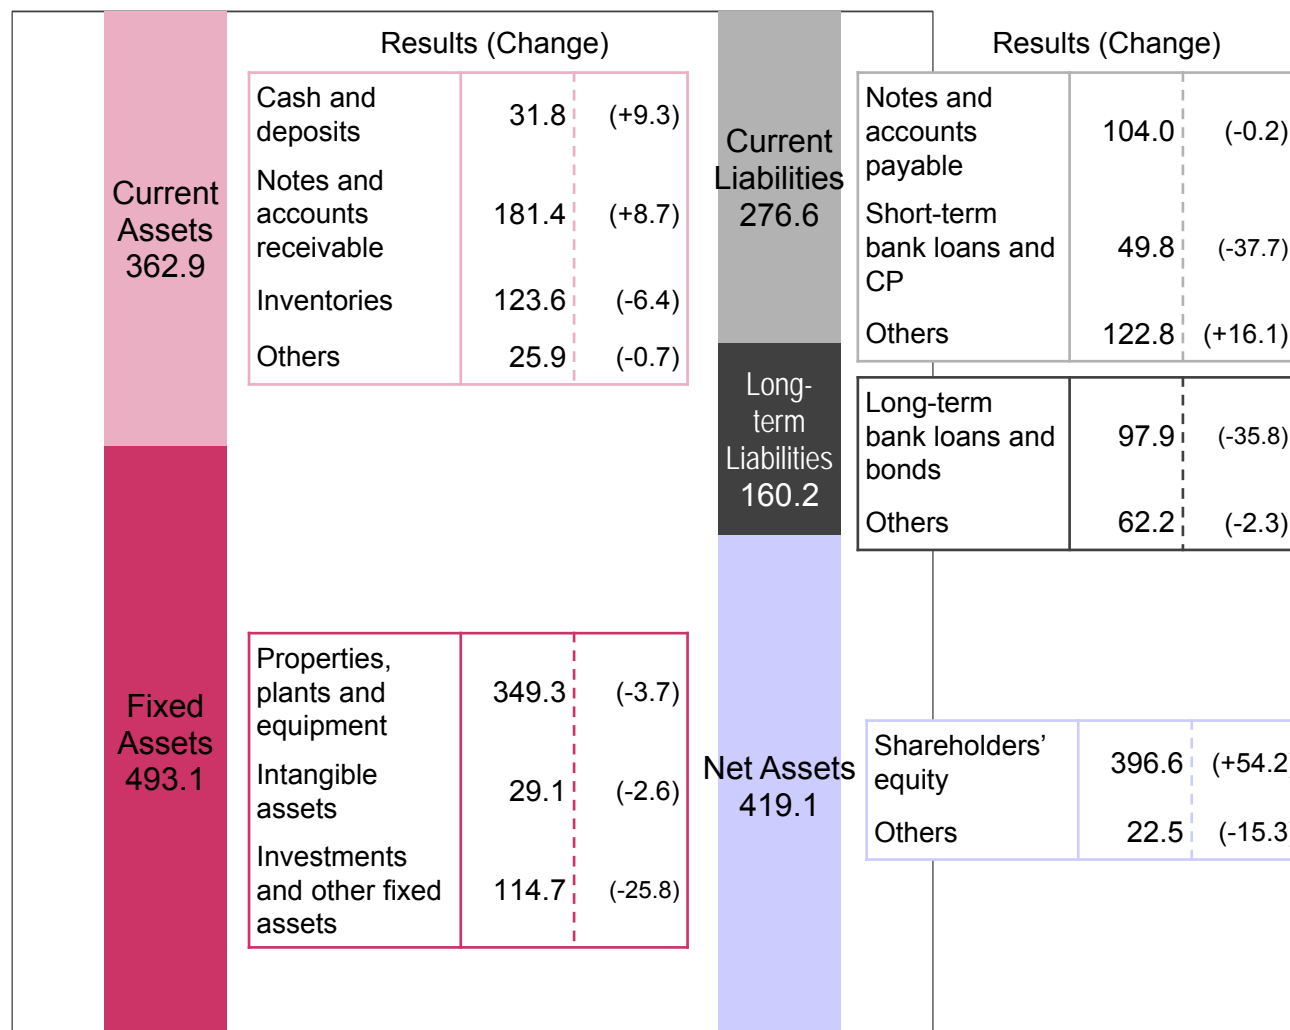 Results (Change)
Current
Assets
362.9
Cash and
deposits
31.8
(+9.3)
Notes and
accounts
receivable
181.4
(+8.7)
Inventories
123.6
(-6.4)
Others
25.9
(-0.7)
Fixed
Assets
493.1
Properties,
plants and
equipment
349.3
(-3.7)
Intangible
assets
29.1
(-2.6)
Investments
and other fixed
assets
114.7
(-25.8)
Results (Change)
Current
Liabilities
276.6
Notes and
accounts
payable
104.0
(-0.2)
Short-term
bank loans and
CP
49.8
(-37.7)
Others
122.8
(+16.1)
Long-
term
Liabilities
160.2
Long-term
bank loans and
bonds
97.9
(-35.8)
Others
62.2
(-2.3)
Net Assets
419.1
Shareholders’
equity
396.6
(+54.2)
Others
22.5
(-15.3)